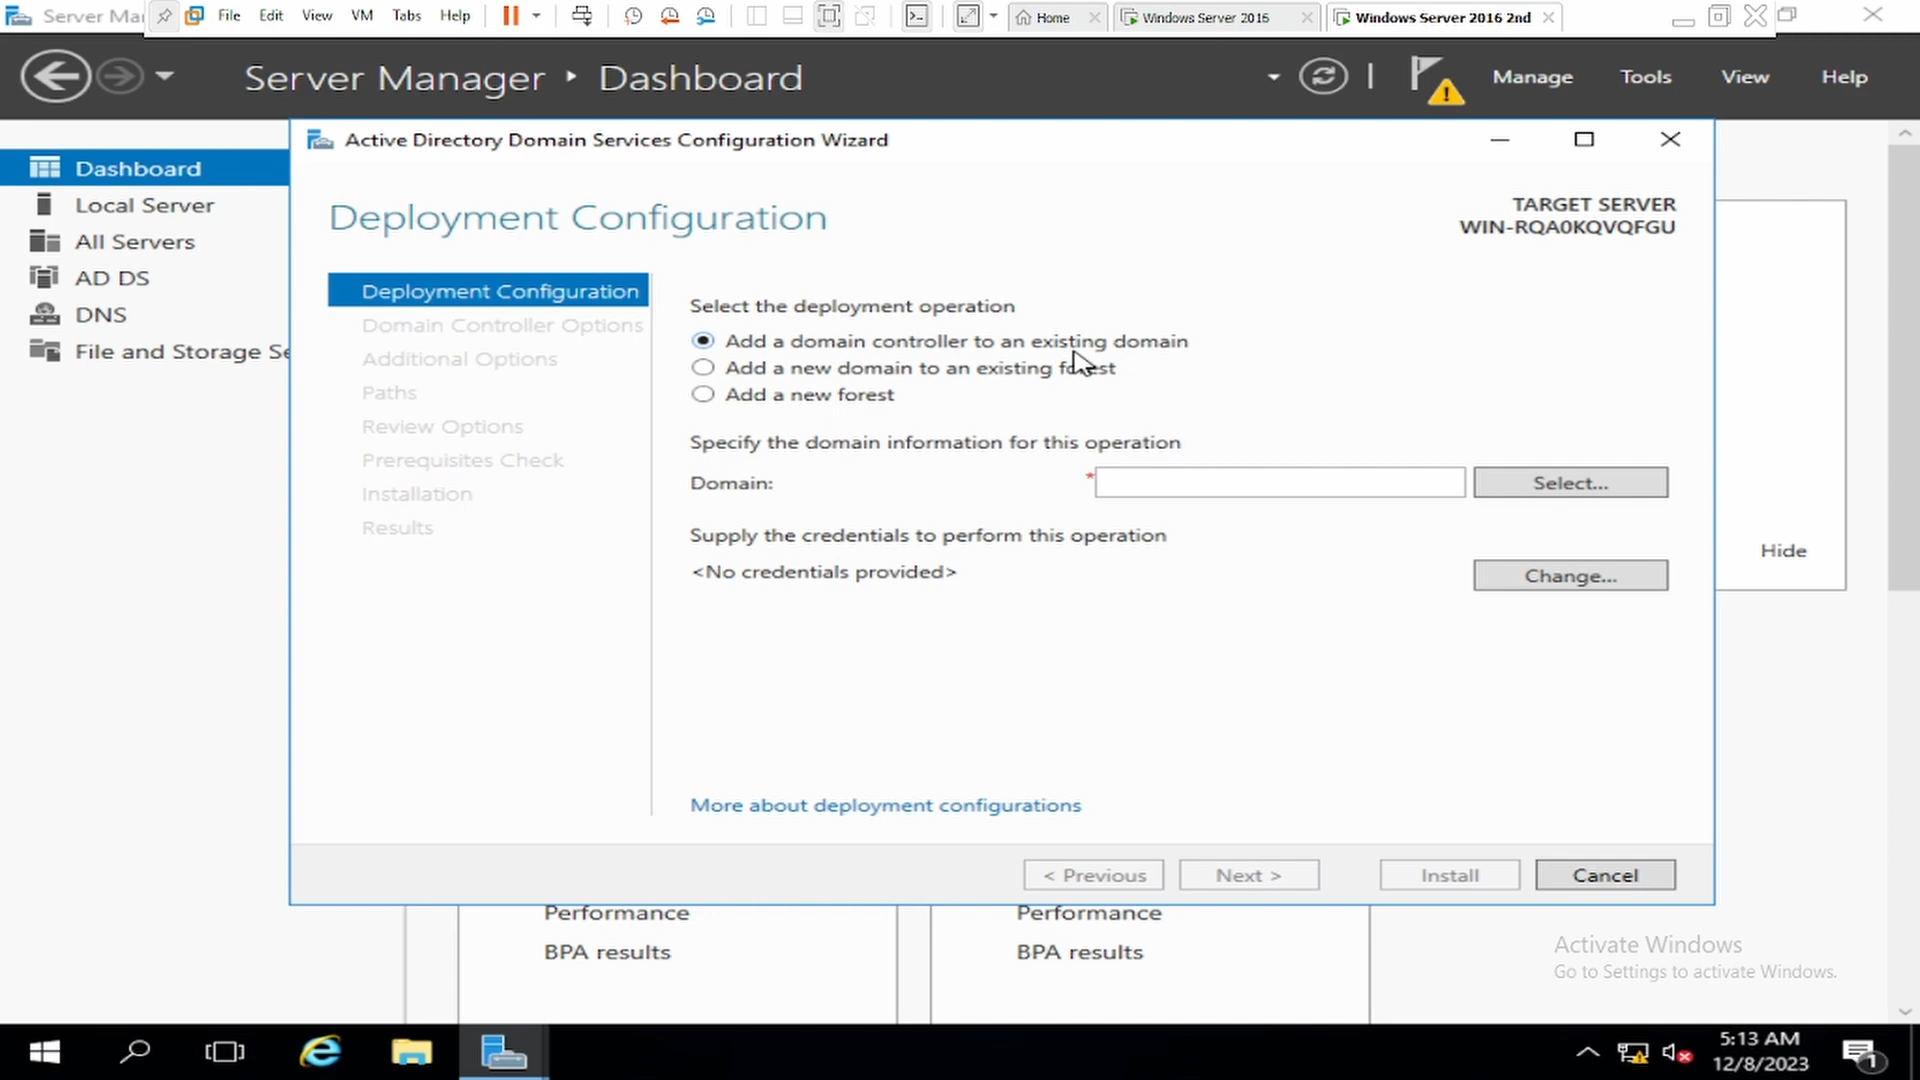 Server Ma
File Edit View VM Tabs Help
Home
Windows Server 2016
Windows Server 2016 2nd
Server Manager ‣ Dashboard
Manage Tools View Help
Dashboard
Local Server
All Servers
AD DS
DNS
File and Storage Se
Active Directory Domain Services Configuration Wizard
Deployment Configuration
TARGET SERVER
WIN-RQA0KQVQFGU
Deployment Configuration
Domain Controller Options
Additional Options
Paths
Review Options
Prerequisites Check
Installation
Results
Select the deployment operation
Add a domain controller to an existing domain
Add a new domain to an existing forest
Add a new forest
Specify the domain information for this operation
Domain: *
Select...
Supply the credentials to perform this operation
<No credentials provided>
Change...
More about deployment configurations
< Previous Next > Install Cancel
Hide
Performance
BPA results
Performance
BPA results
Activate Windows
Go to Settings to activate Windows.
5:13 AM
12/8/2023
1